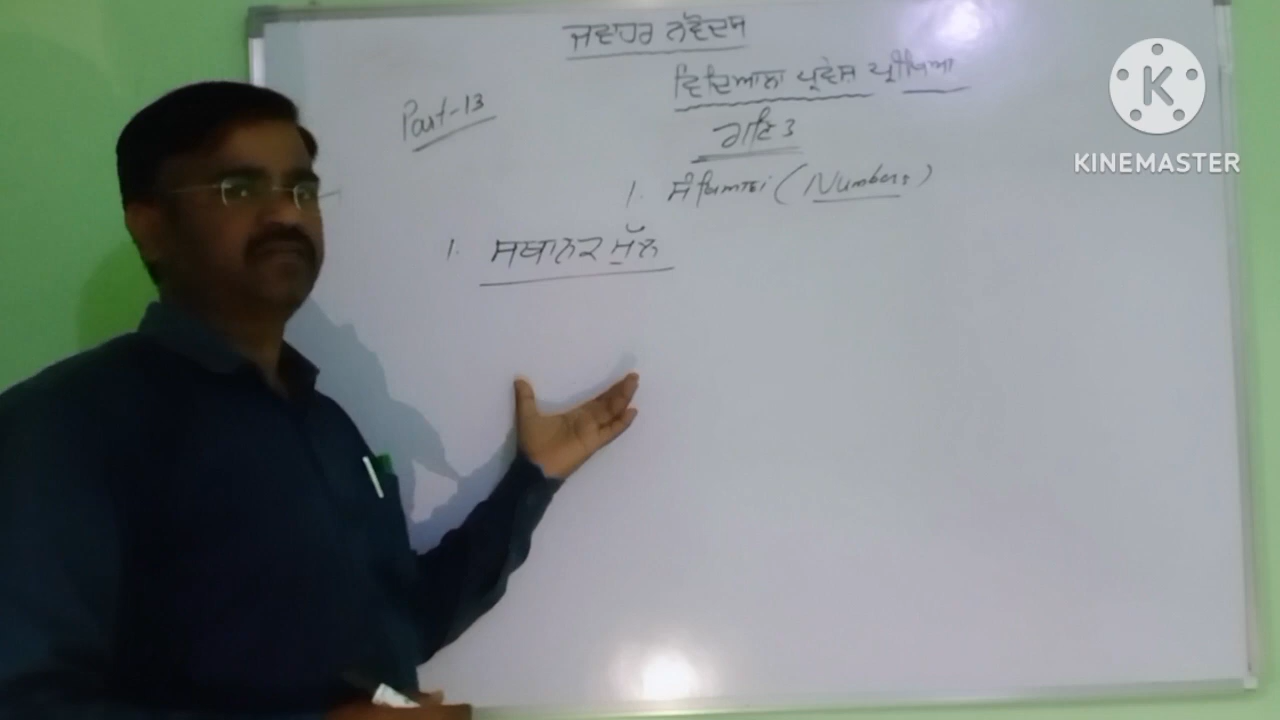 ਜਵਾਹਰ ਨਵੋਦਯ
ਵਿਦਿਆਲਾ ਪ੍ਰਵੇਸ਼ ਪ੍ਰੀਖਿਆ
Part-13
ਗਣਿਤ
1. ਸੰਖਿਆਵਾਂ (Numbers)
1. ਸਥਾਨਕ ਮੁੱਲ
K
KINEMASTER